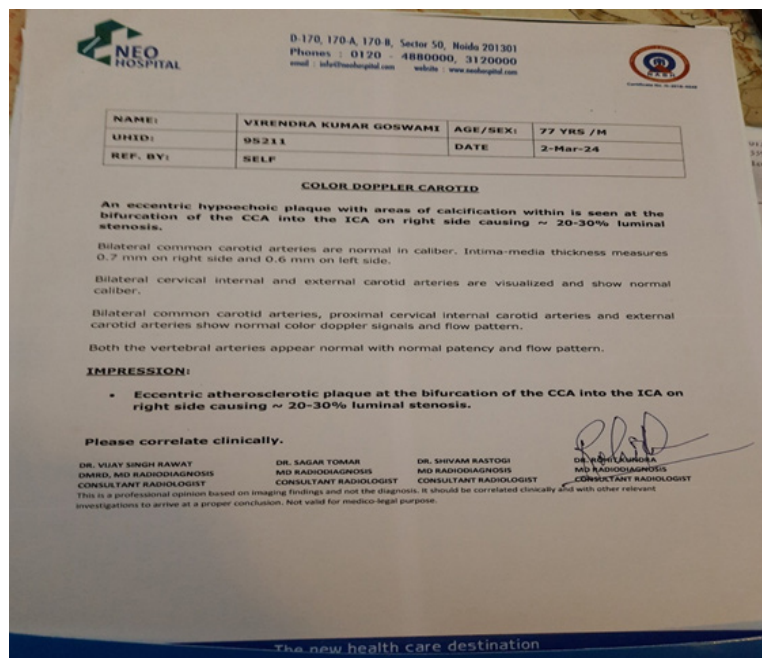 NEO
HOSPITAL
D-170, 170-A, 170-B, Sector 50, Noida 201301
Phones : 0120 - 4880000, 3120000
email : info@neohospital.com website : www.neohospital.com
NAME: VIRENDRA KUMAR GOSWAMI AGE/SEX: 77 YRS /M
UHID: 95211 DATE 2-Mar-24
REF. BY: SELF
COLOR DOPPLER CAROTID
An eccentric hypoechoic plaque with areas of calcification within is seen at the
bifurcation of the CCA into the ICA on right side causing ~ 20-30% luminal
stenosis.
Bilateral common carotid arteries are normal in caliber. Intima-media thickness measures
0.7 mm on right side and 0.6 mm on left side.
Bilateral cervical internal and external carotid arteries are visualized and show normal
caliber.
Bilateral common carotid arteries, proximal cervical internal carotid arteries and external
carotid arteries show normal color doppler signals and flow pattern.
Both the vertebral arteries appear normal with normal patency and flow pattern.
IMPRESSION:
• Eccentric atherosclerotic plaque at the bifurcation of the CCA into the ICA on
right side causing ~ 20-30% luminal stenosis.
Please correlate clinically.
DR. VIJAY SINGH RAWAT DR. SAGAR TOMAR DR. SHIVAM RASTOGI DR. ROHIT KUNDRA
DMRD, MD RADIODIAGNOSIS MD RADIODIAGNOSIS MD RADIODIAGNOSIS MD RADIODIAGNOSIS
CONSULTANT RADIOLOGIST CONSULTANT RADIOLOGIST CONSULTANT RADIOLOGIST CONSULTANT RADIOLOGIST
This is a professional opinion based on imaging findings and not the diagnosis. It should be correlated clinically and with other relevant
investigations to arrive at a proper conclusion. Not valid for medico-legal purpose.
The new health care destination